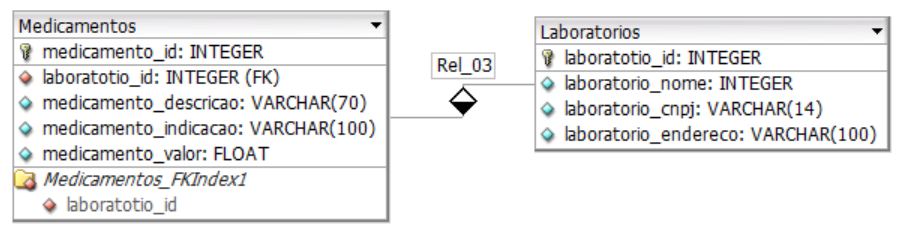 Medicamentos
medicamento_id: INTEGER
laboratotio_id: INTEGER (FK)
medicamento_descricao: VARCHAR(70)
medicamento_indicacao: VARCHAR(100)
medicamento_valor: FLOAT
Medicamentos_FKIndex1
laboratotio_id
Rel_03
Laboratorios
laboratotio_id: INTEGER
laboratorio_nome: INTEGER
laboratorio_cnpj: VARCHAR(14)
laboratorio_endereco: VARCHAR(100)